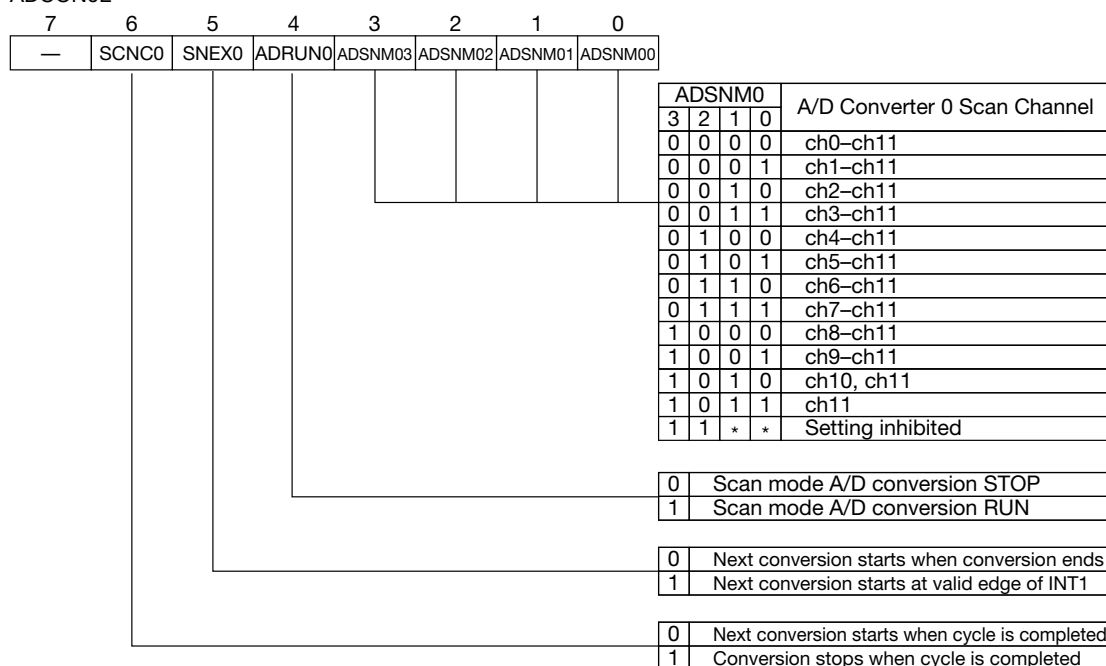 7 6 5 4 3 2 1 0
— SCNC0 SNEX0 ADRUN0 ADSNM03 ADSNM02 ADSNM01 ADSNM00
ADSNM0 A/D Converter 0 Scan Channel
3 2 1 0
0 0 0 0 ch0–ch11
0 0 0 1 ch1–ch11
0 0 1 0 ch2–ch11
0 0 1 1 ch3–ch11
0 1 0 0 ch4–ch11
0 1 0 1 ch5–ch11
0 1 1 0 ch6–ch11
0 1 1 1 ch7–ch11
1 0 0 0 ch8–ch11
1 0 0 1 ch9–ch11
1 0 1 0 ch10, ch11
1 0 1 1 ch11
1 1 * * Setting inhibited
0 Scan mode A/D conversion STOP
1 Scan mode A/D conversion RUN
0 Next conversion starts when conversion ends
1 Next conversion starts at valid edge of INT1
0 Next conversion starts when cycle is completed
1 Conversion stops when cycle is completed